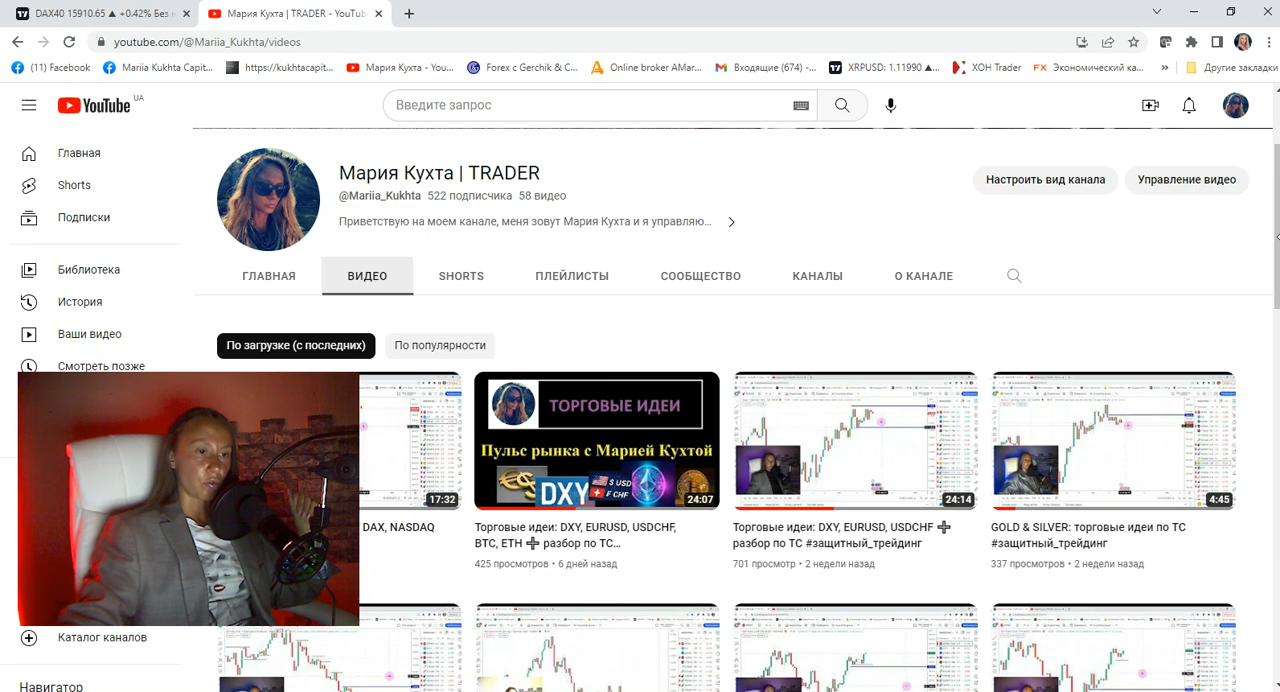 DAX40 15910.65 ▲ +0.42% Без н
Мария Кухта | TRADER - YouTub
youtube.com/@Mariia_Kukhta/videos
(11) Facebook
Mariia Kukhta Capit...
https://kukhtacapit...
Мария Кухта - You...
Forex c Gerchik & C...
Online broker AMar...
Входящие (674) -...
XRPUSD: 1.11990 ▲...
XOH Trader
Экономический ка...
»
Другие закладки
YouTube UA
Введите запрос
Главная
Shorts
Подписки
Библиотека
История
Ваши видео
Смотреть позже
Мария Кухта | TRADER
@Mariia_Kukhta 522 подписчика 58 видео
Приветствую на моем канале, меня зовут Мария Кухта и я управляю...
Настроить вид канала
Управление видео
ГЛАВНАЯ
ВИДЕО
SHORTS
ПЛЕЙЛИСТЫ
СООБЩЕСТВО
КАНАЛЫ
О КАНАЛЕ
По загрузке (с последних)
По популярности
17:32
DAX, NASDAQ
ТОРГОВЫЕ ИДЕИ
Пульс рынка с Марией Кухтой
DXY
$ USD
F CHF
24:07
Торговые идеи: DXY, EURUSD, USDCHF,
BTC, ETH ➕ разбор по ТС...
425 просмотров • 6 дней назад
24:14
Торговые идеи: DXY, EURUSD, USDCHF ➕
разбор по ТС #защитный_трейдинг
701 просмотр • 2 недели назад
4:45
GOLD & SILVER: торговые идеи по ТС
#защитный_трейдинг
337 просмотров • 2 недели назад
Каталог каналов
Навигатор